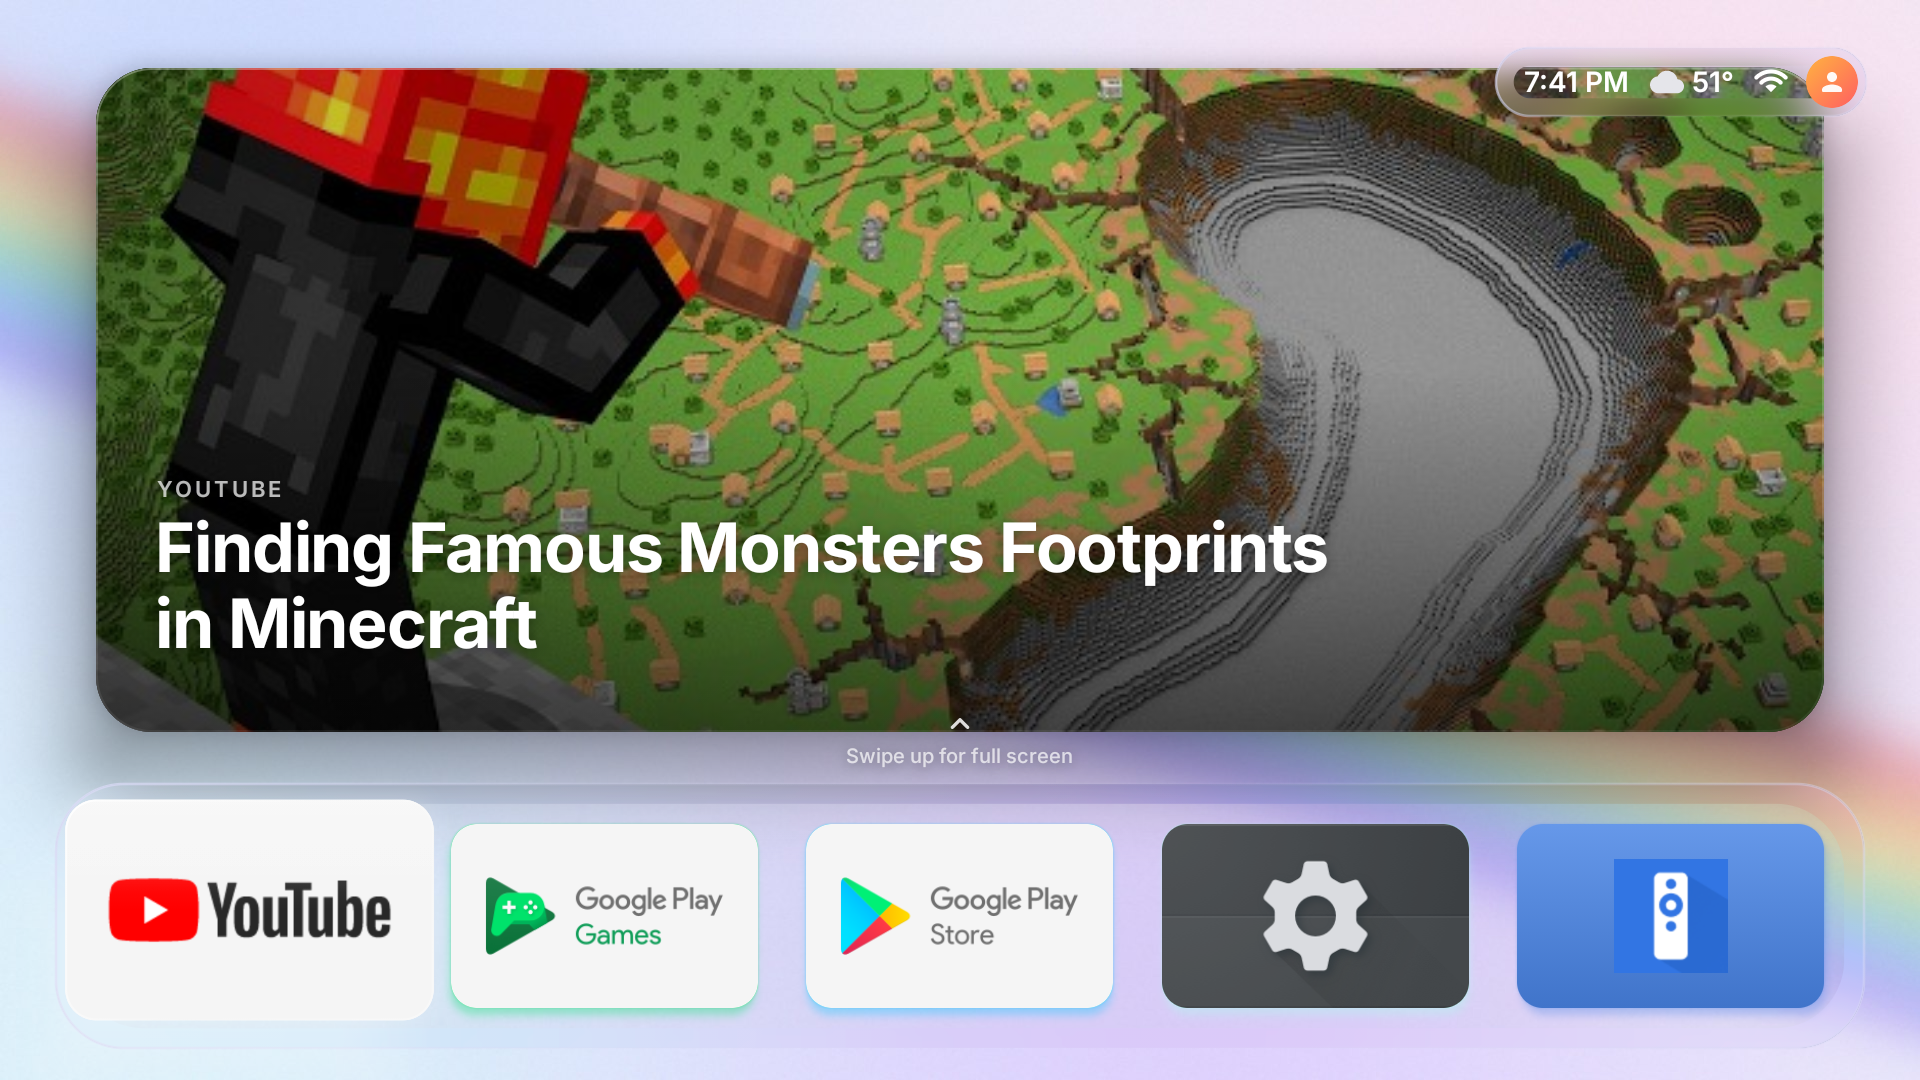 7:41 PM 51°
YOUTUBE
Finding Famous Monsters Footprints
in Minecraft
Swipe up for full screen
YouTube
Google Play
Games
Google Play
Store